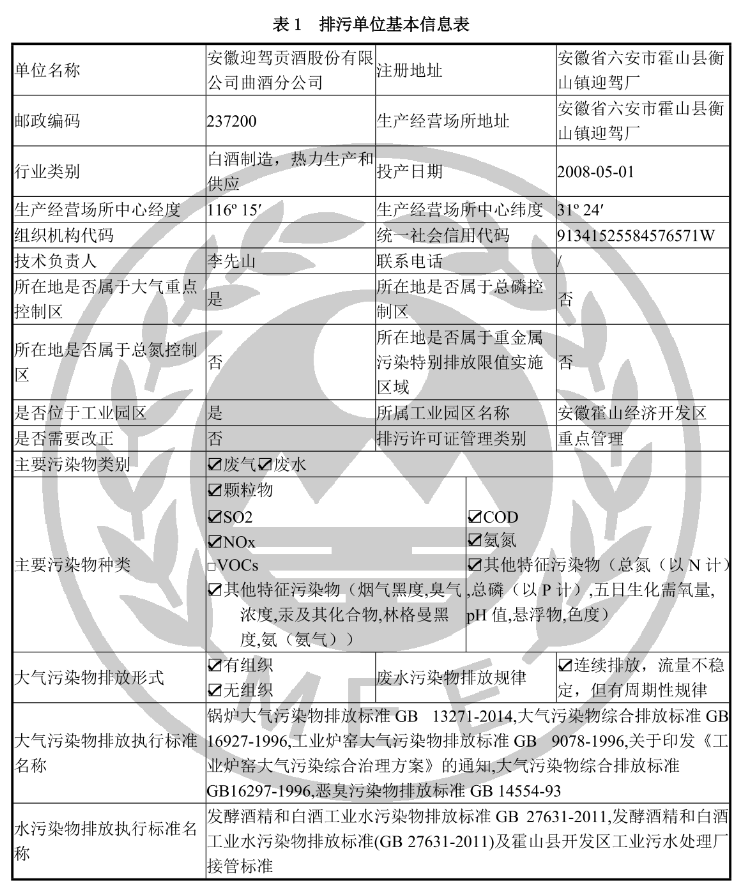 表 1 排污单位基本信息表
单位名称
安徽迎驾贡酒股份有限
公司曲酒分公司
注册地址
安徽省六安市霍山县衡
山镇迎驾厂
邮政编码
237200
生产经营场所地址
安徽省六安市霍山县衡
山镇迎驾厂
行业类别
白酒制造，热力生产和
供应
投产日期
2008-05-01
生产经营场所中心经度
116° 15′
生产经营场所中心纬度
31° 24′
组织机构代码
统一社会信用代码
91341525584576571W
技术负责人
李先山
联系电话
/
所在地是否属于大气重点
控制区
是
所在地是否属于总磷控
制区
否
所在地是否属于总氮控制
区
否
所在地是否属于重金属
污染特别排放限值实施
区域
否
是否位于工业园区
是
所属工业园区名称
安徽霍山经济开发区
是否需要改正
否
排污许可证管理类别
重点管理
主要污染物类别
☑废气☑废水
主要污染物种类
☑颗粒物
☑SO2
☑NOx
□VOCs
☑其他特征污染物（烟气黑度,臭气
浓度,汞及其化合物,林格曼黑
度,氨（氨气））
☑COD
☑氨氮
☑其他特征污染物（总氮（以 N 计）
,总磷（以 P 计）,五日生化需氧量,
pH 值,悬浮物,色度）
大气污染物排放形式
☑有组织
☑无组织
废水污染物排放规律
☑连续排放，流量不稳
定，但有周期性规律
大气污染物排放执行标准
名称
锅炉大气污染物排放标准 GB 13271-2014,大气污染物综合排放标准 GB
16927-1996,工业炉窑大气污染物排放标准 GB 9078-1996,关于印发《工
业炉窑大气污染综合治理方案》的通知,大气污染物综合排放标准
GB16297-1996,恶臭污染物排放标准 GB 14554-93
水污染物排放执行标准名
称
发酵酒精和白酒工业水污染物排放标准 GB 27631-2011,发酵酒精和白酒
工业水污染物排放标准(GB 27631-2011)及霍山县开发区工业污水处理厂
接管标准
MEE